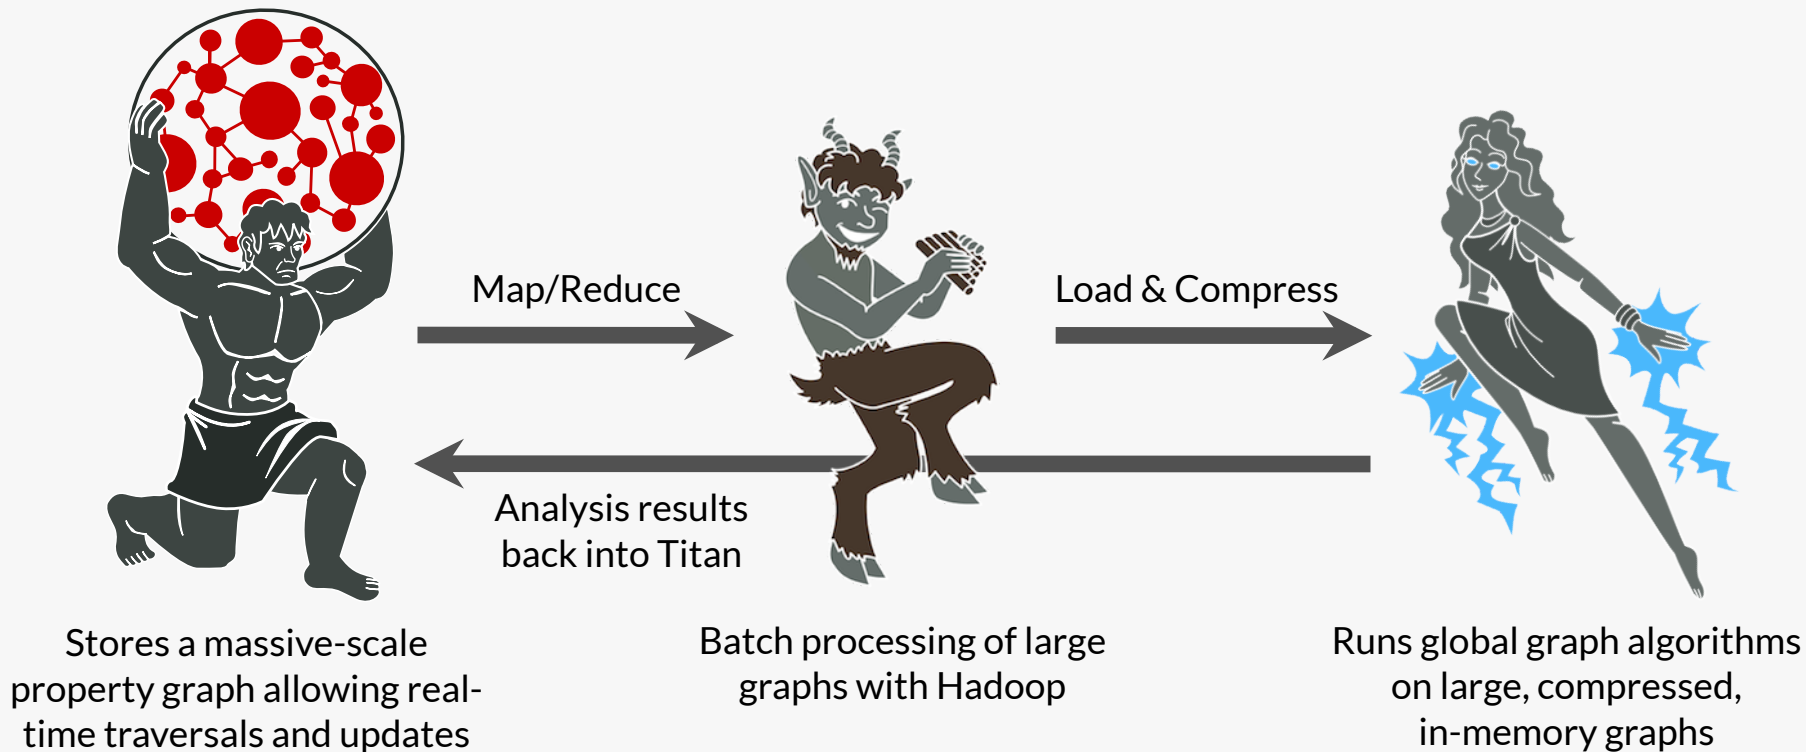 Map/Reduce
Load & Compress
Analysis results
back into Titan
Stores a massive-scale
property graph allowing real-
time traversals and updates
Batch processing of large
graphs with Hadoop
Runs global graph algorithms
on large, compressed,
in-memory graphs